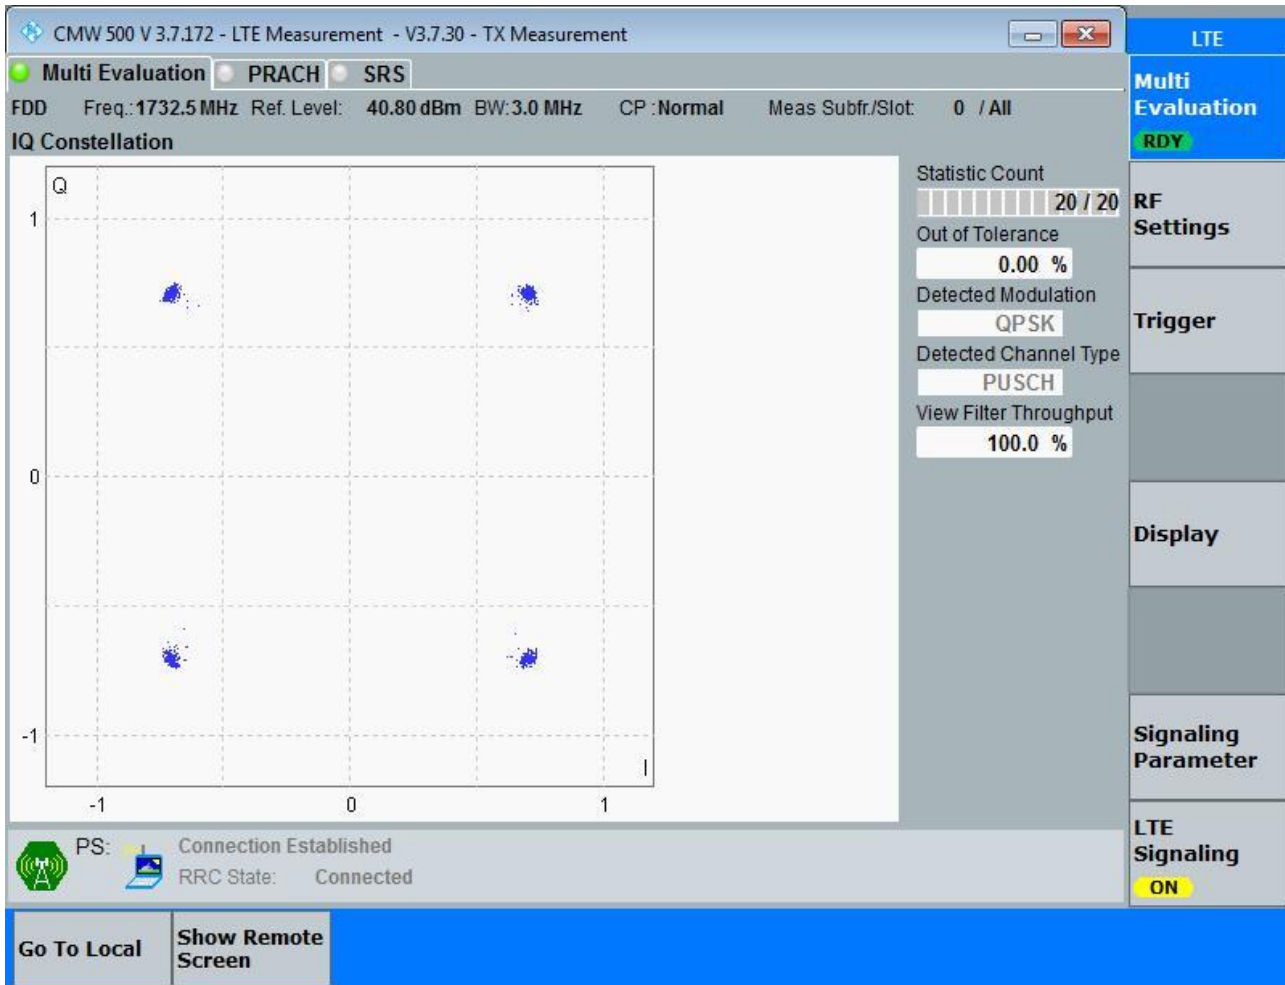 CMW 500 V 3.7.172 - LTE Measurement - V3.7.30 - TX Measurement
LTE
Multi Evaluation PRACH SRS
FDD Freq.: 1732.5 MHz Ref. Level: 40.80 dBm BW: 3.0 MHz CP : Normal Meas Subfr./Slot: 0 / All
IQ Constellation
Q
1
0
-1
I
-1 0 1
Statistic Count
20 / 20
Out of Tolerance
0.00 %
Detected Modulation
QPSK
Detected Channel Type
PUSCH
View Filter Throughput
100.0 %
Multi
Evaluation
RDY
RF
Settings
Trigger
Display
Signaling
Parameter
LTE
Signaling
ON
PS: Connection Established
RRC State: Connected
Go To Local
Show Remote
Screen